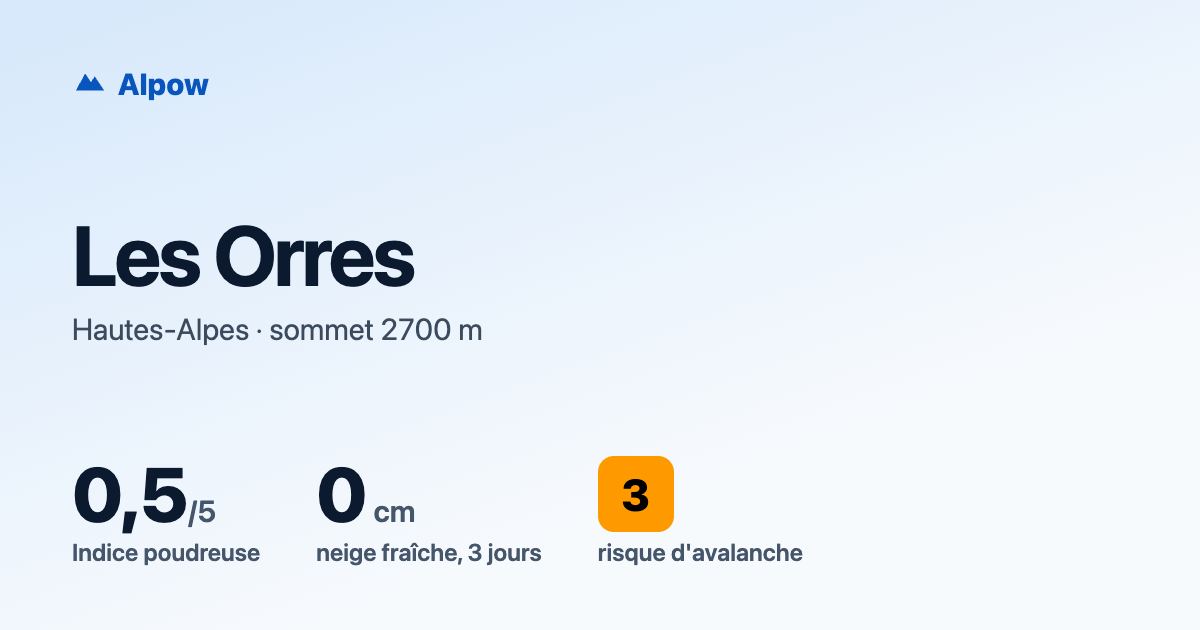 Alpow
Les Orres
Hautes-Alpes · sommet 2700 m
0,5/5
Indice poudreuse
0 cm
neige fraîche, 3 jours
3
risque d'avalanche